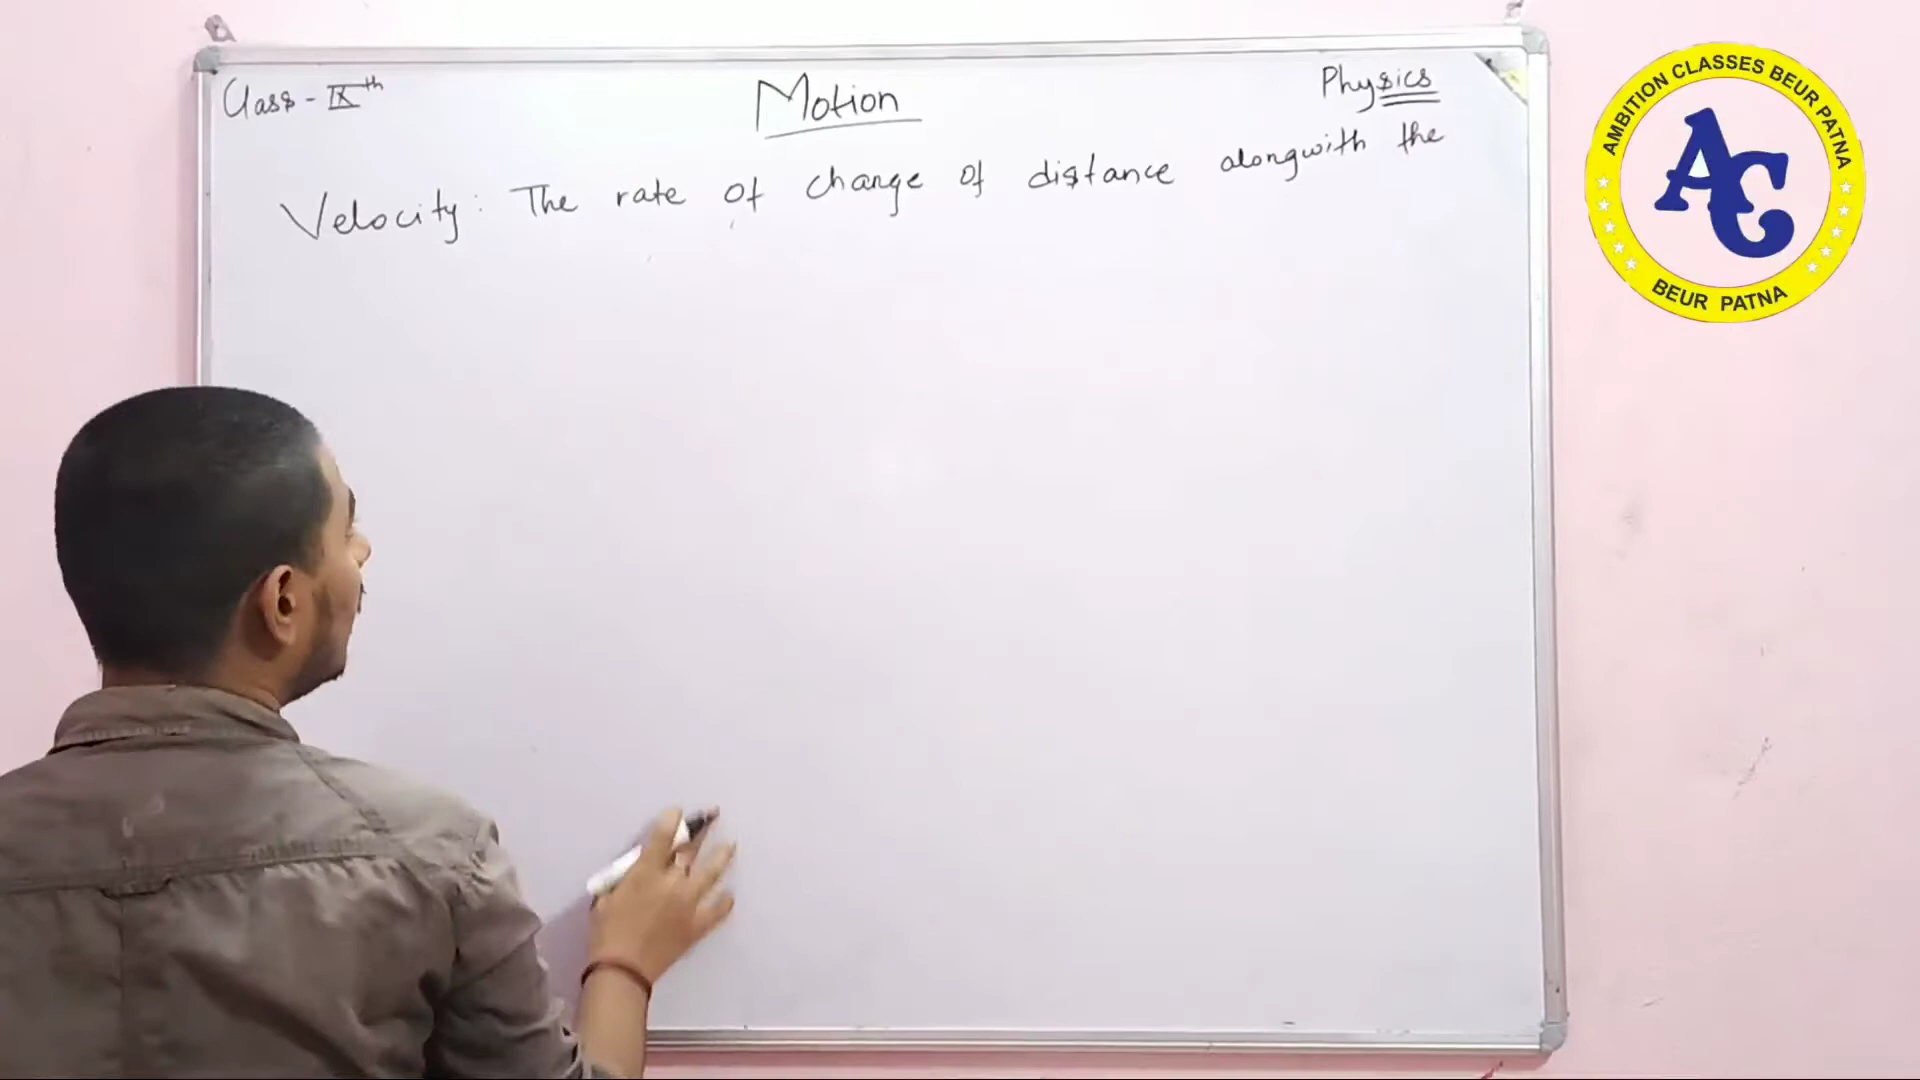 Class - IXth
Motion
Physics
Velocity: The rate of change of distance alongwith the
AMBITION CLASSES BEUR PATNA
AC
BEUR PATNA